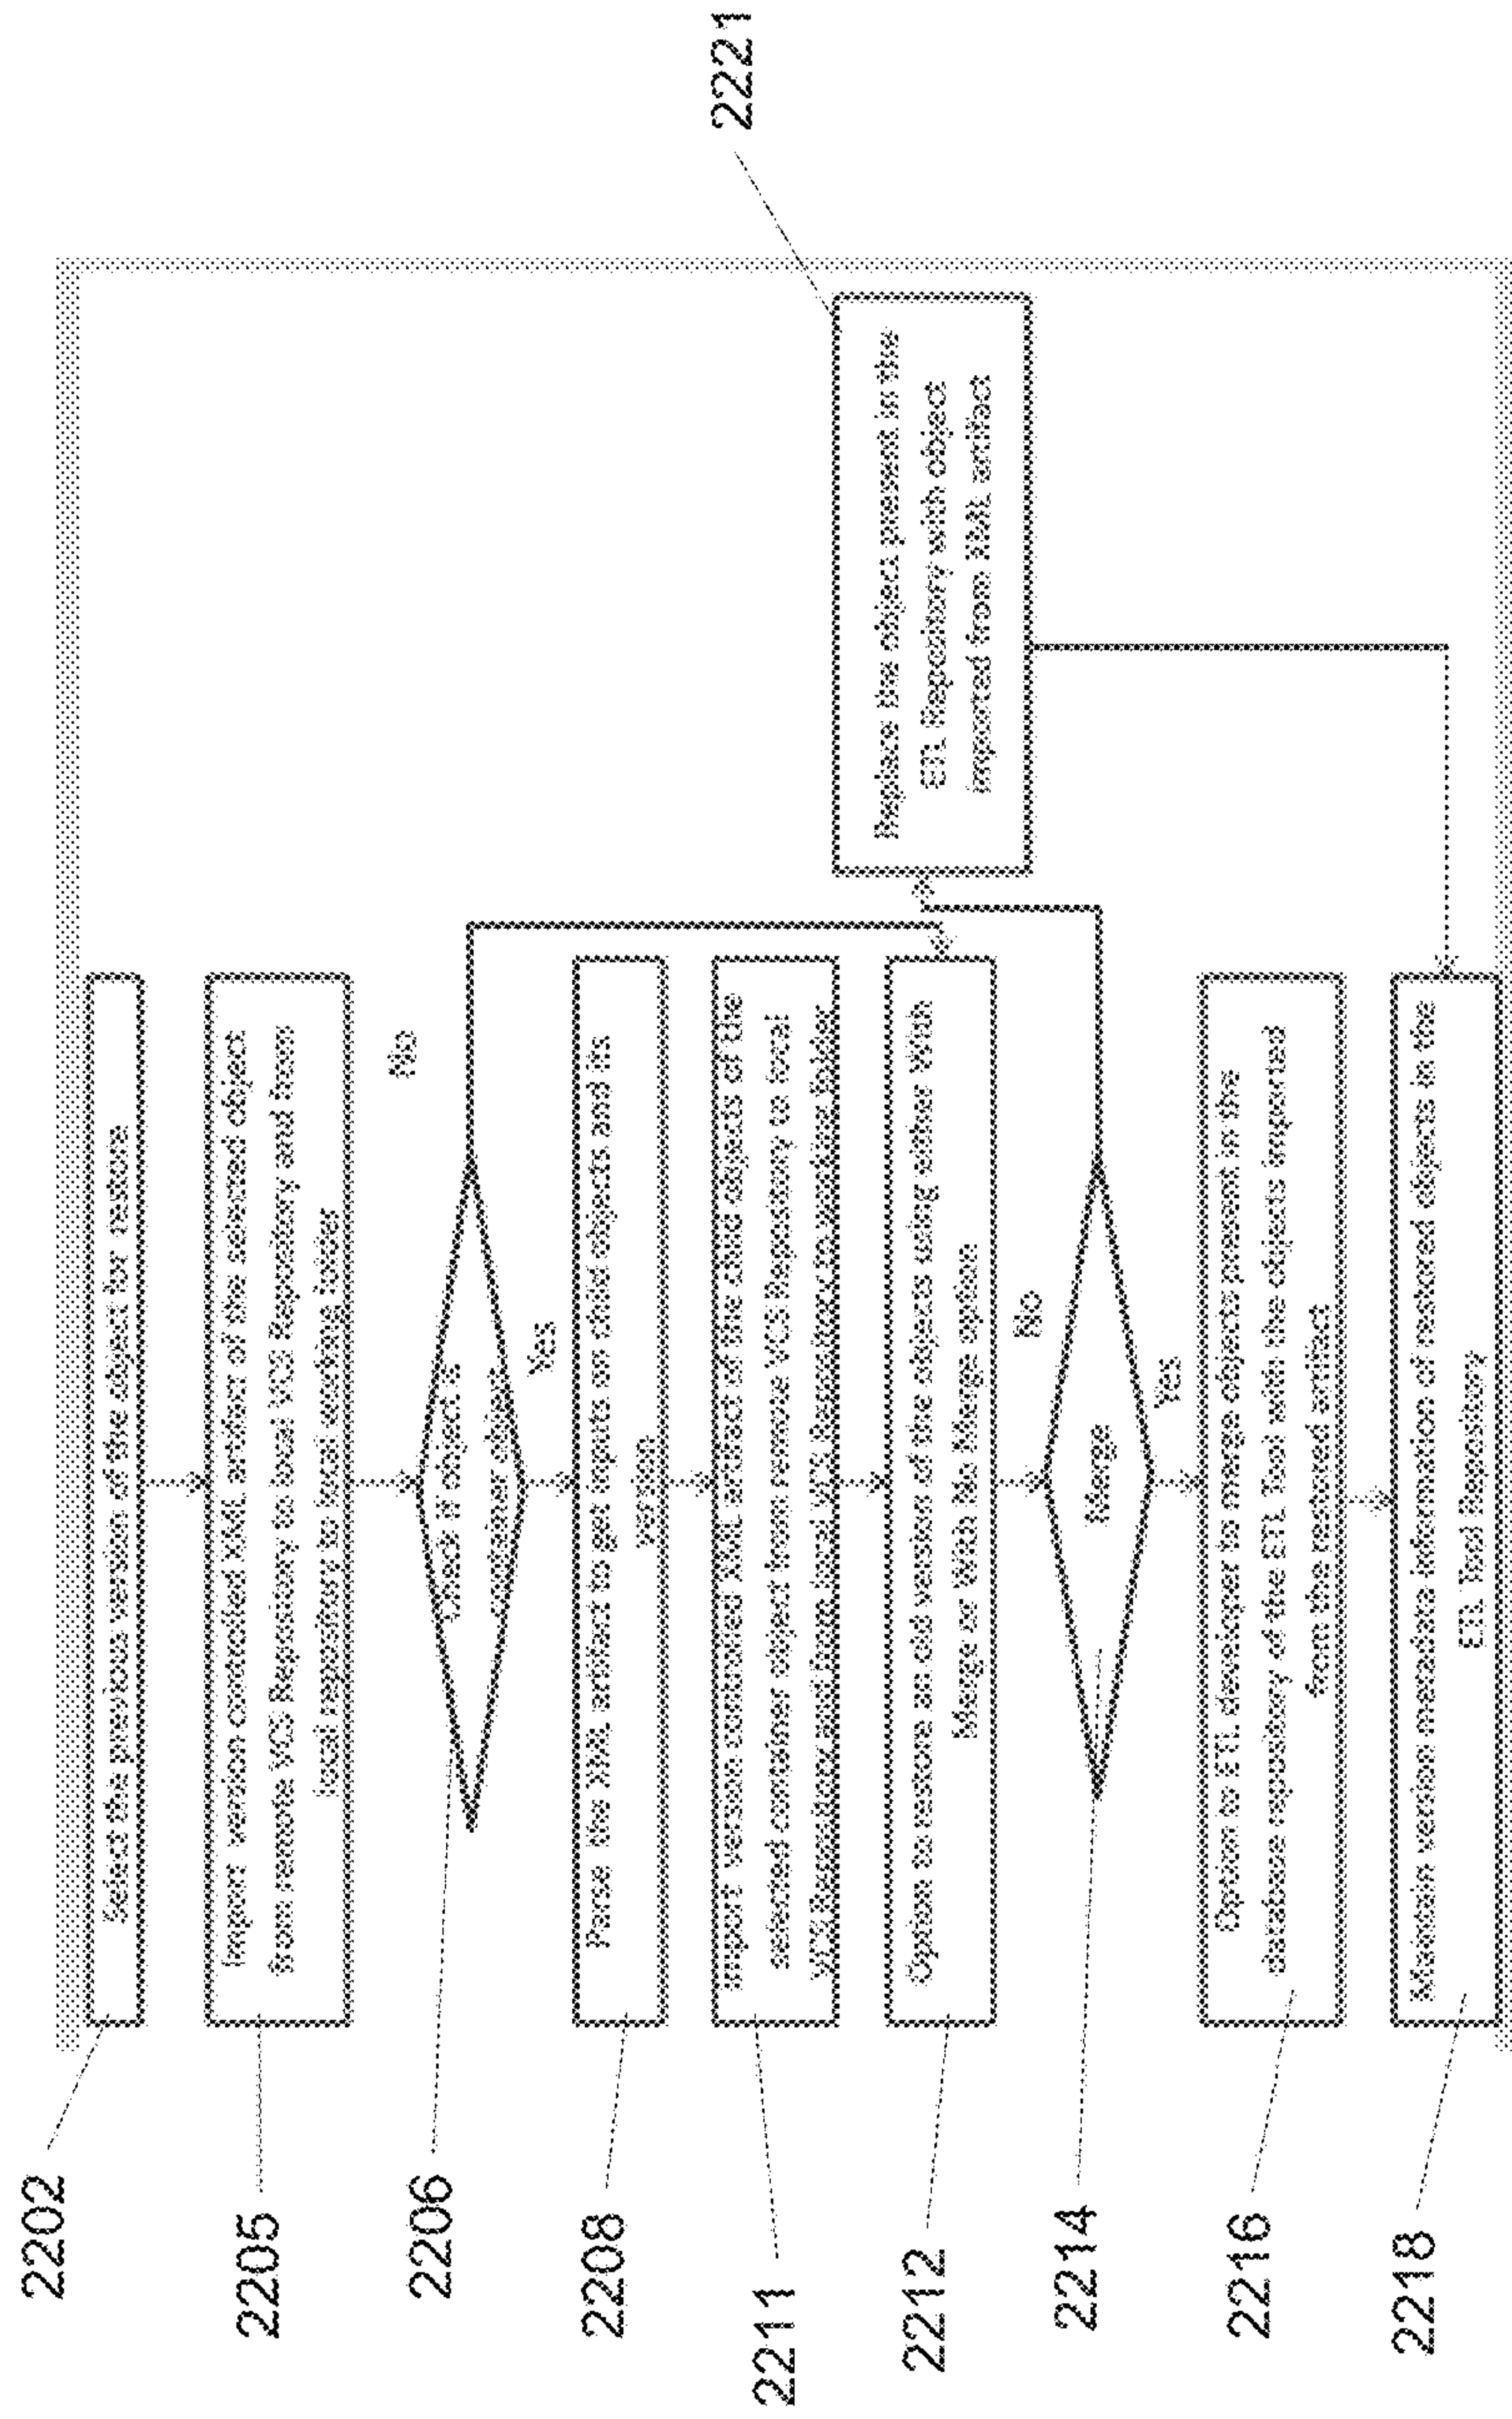 2202
Select the previous version of the object for restore
2205
Import version controlled XML artifact of the selected object
from remote VCS Repository to local VCS Repository and from
local repository to local working folder
2206
Check if object is
container object
No
Yes
2208
Parse the XML artifact to get inputs on child objects and its
version
2211
Import version controlled XML artifact of the child objects of the
selected container object from remote VCS Repository to local
VCS Repository and from local VCS Repository to working folder
2212
Option to restore an old version of the objects using either With
Merge or With No Merge option
2214
Merge
No
Yes
2221
Replace the object present in the
ETL Repository with object
imported from XML artifact
2216
Option to ETL developer to merge objects present in the
database repository of the ETL Tool with the objects imported
from the restored artifact
2218
Maintain version metadata information of restored objects in the
ETL Tool Repository